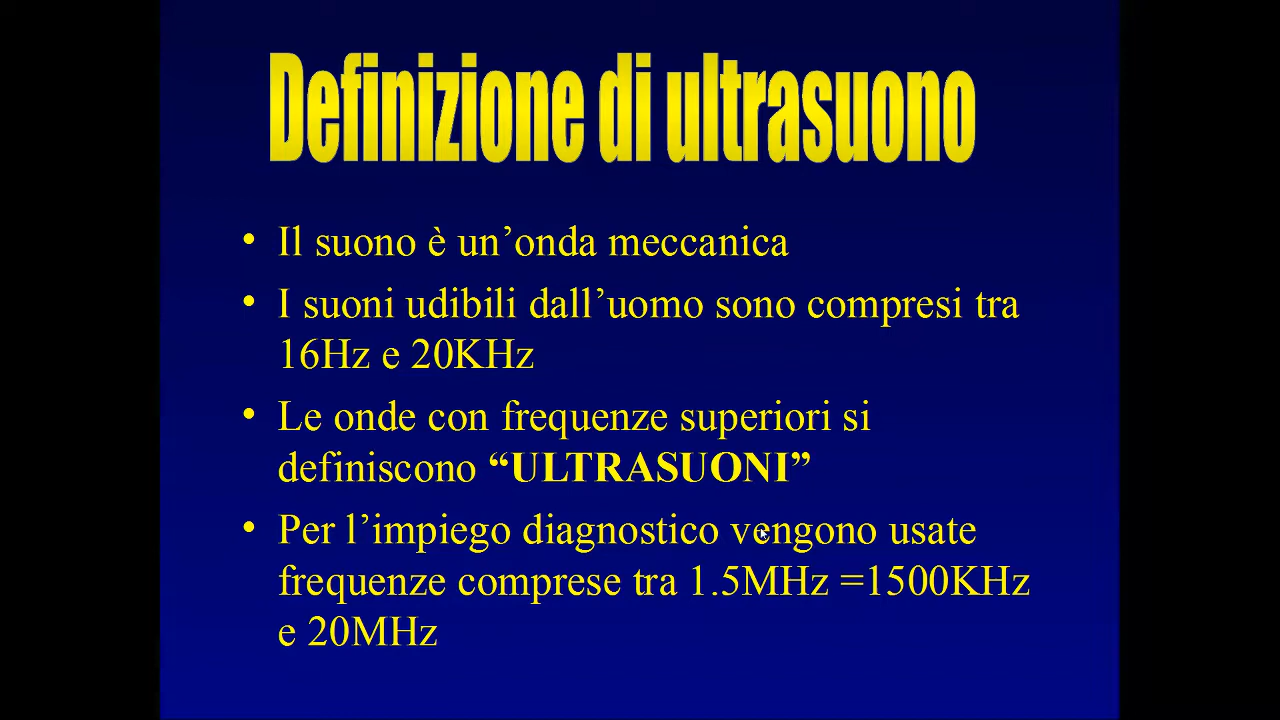 Definizione di ultrasuono
• Il suono è un’onda meccanica
• I suoni udibili dall’uomo sono compresi tra
16Hz e 20KHz
• Le onde con frequenze superiori si
definiscono “ULTRASUONI”
• Per l’impiego diagnostico vengono usate
frequenze comprese tra 1.5MHz =1500KHz
e 20MHz